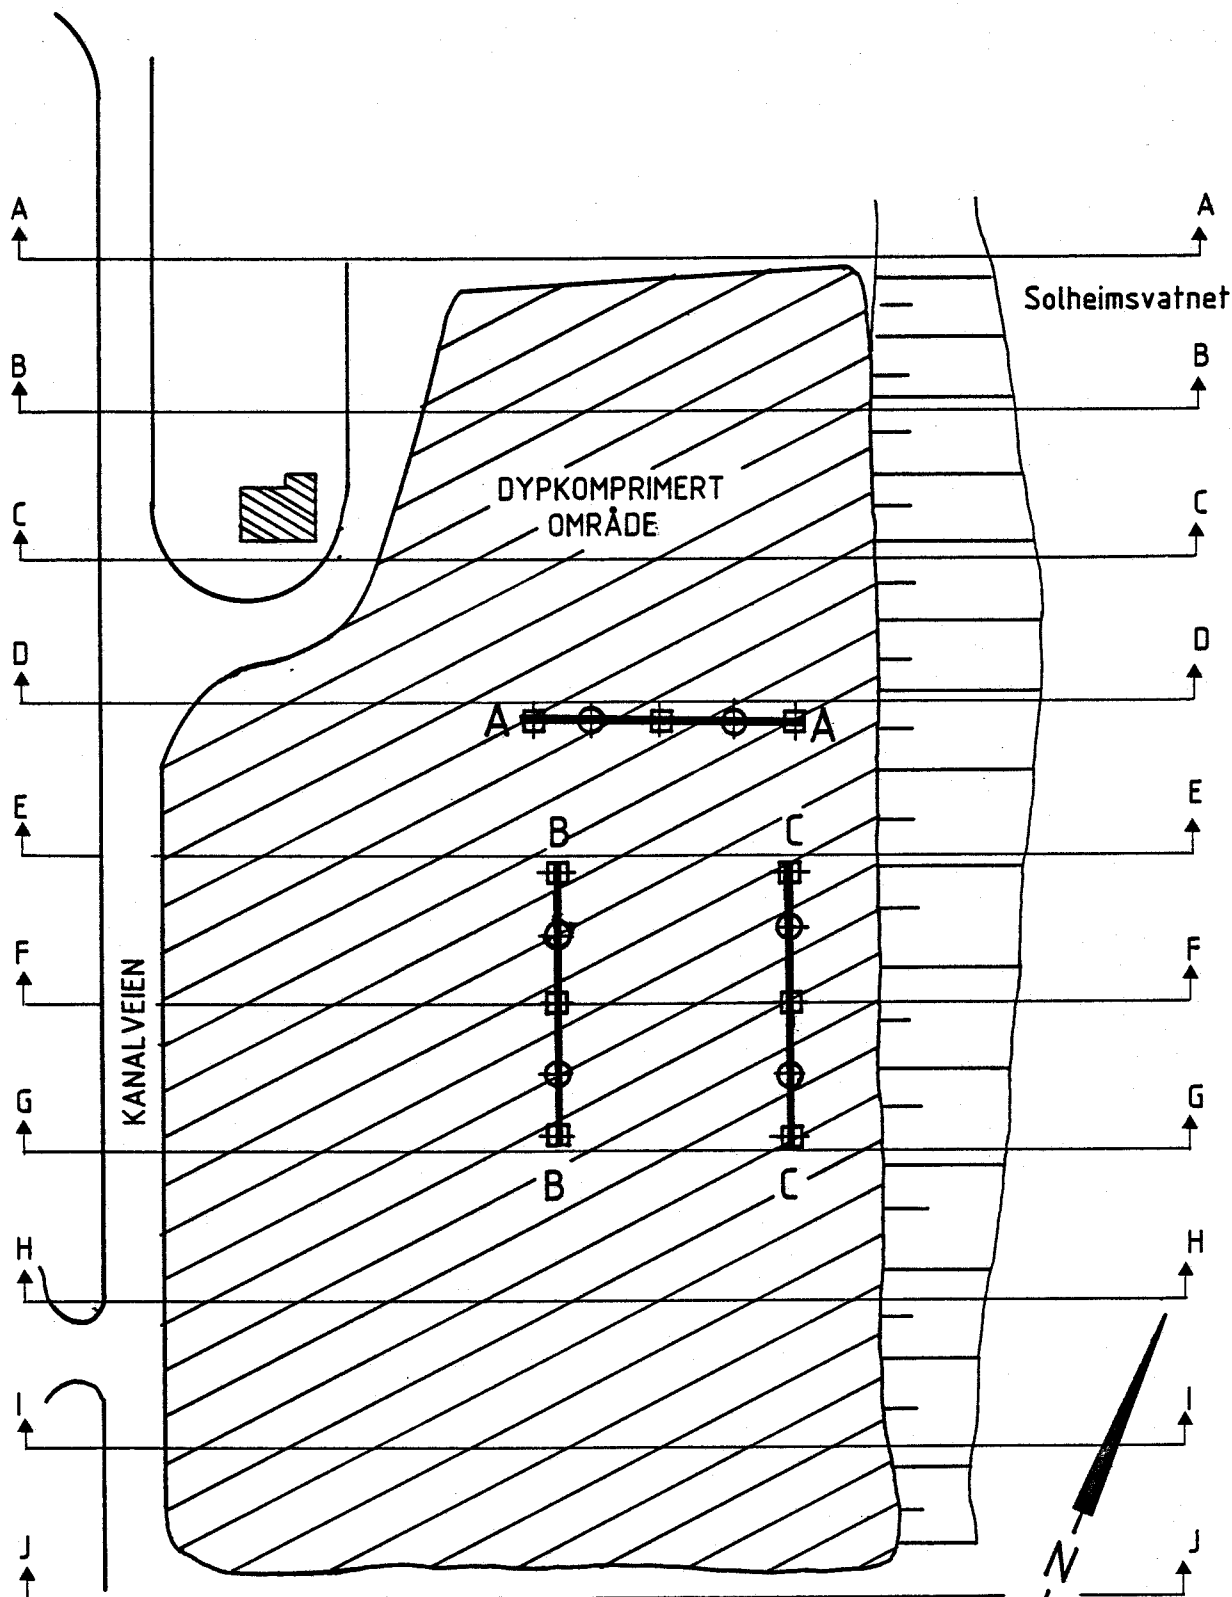 A A
Solheimsvatnet
B B
DYPKOMPRIMERT
OMRÅDE
C C
D D
A A
E E
B C
F F
KANALVEIEN
G G
B C
H H
I I
J J
N